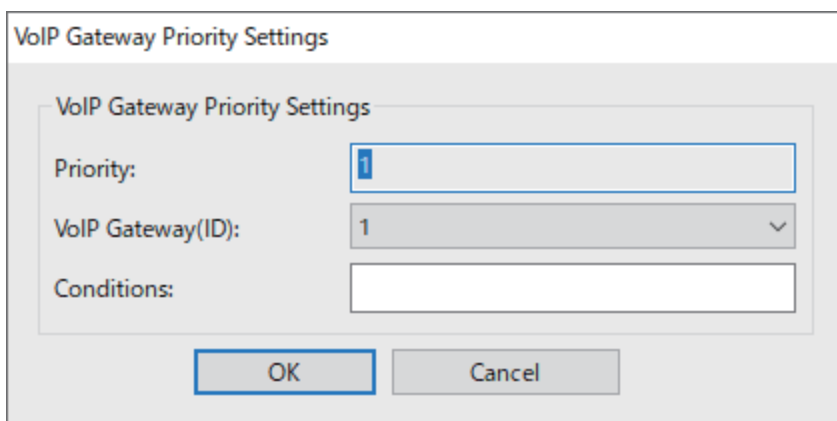 VoIP Gateway Priority Settings
VoIP Gateway Priority Settings
Priority: 1
VoIP Gateway(ID): 1
Conditions:
OK Cancel